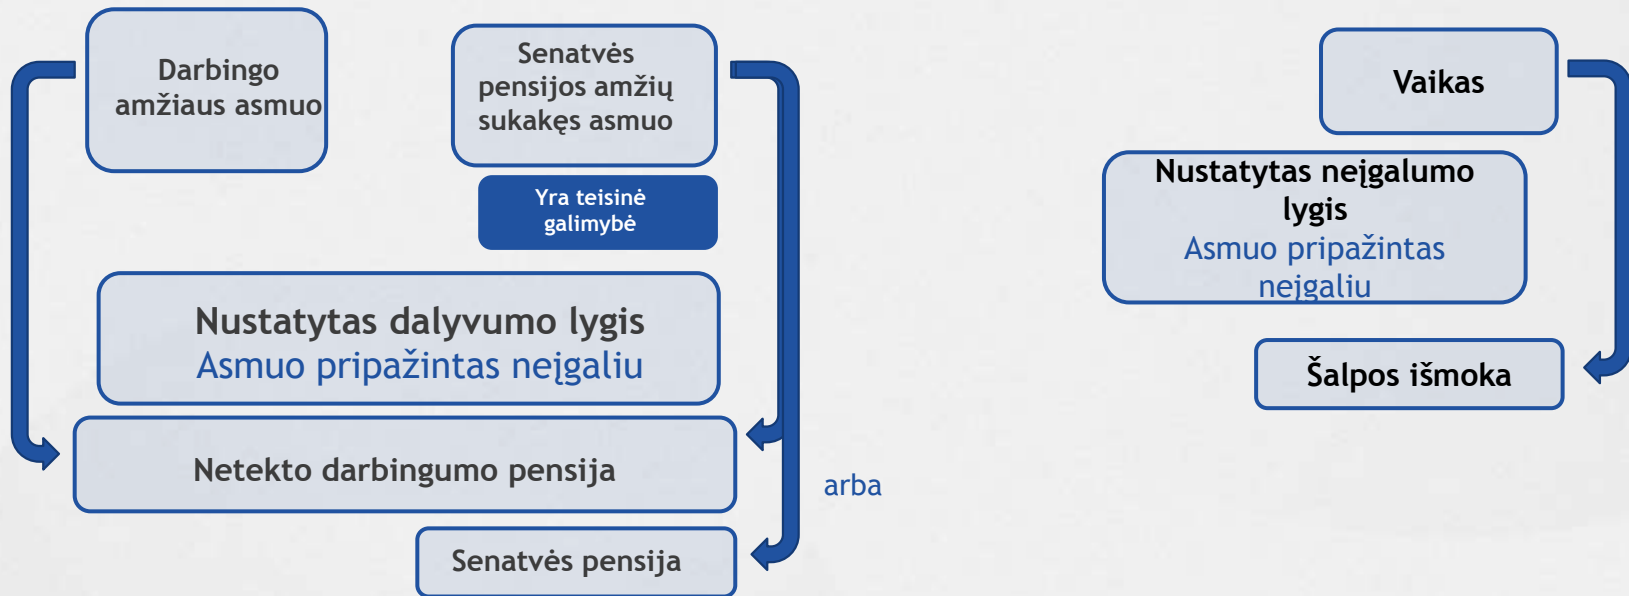 Darbingo
amžiaus asmuo
Senatvės
pensijos amžių
sukakęs asmuo
Yra teisinė
galimybė
Nustatytas dalyvumo lygis
Asmuo pripažintas neįgaliu
Netekto darbingumo pensija
arba
Senatvės pensija
Vaikas
Nustatytas neįgalumo
lygis
Asmuo pripažintas
neįgaliu
Šalpos išmoka